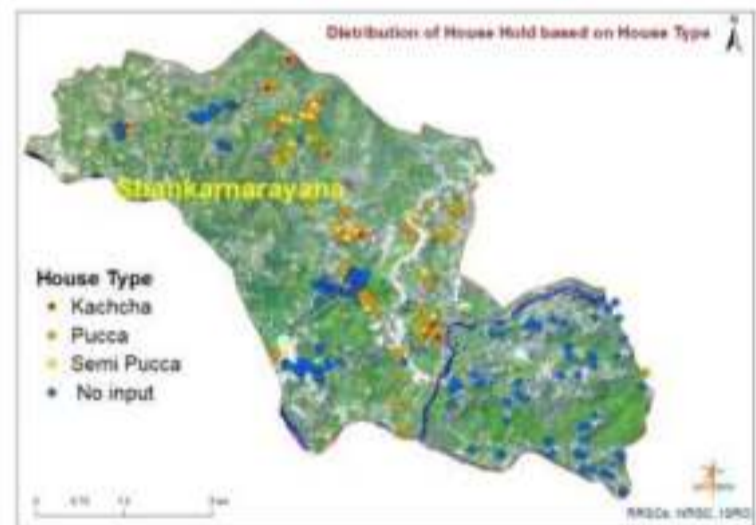 Distribution of House Hold based on House Type
N
Shankarnarayana
House Type
Kachcha
Pucca
Semi Pucca
No input
RRSCs, NRSC, ISRO